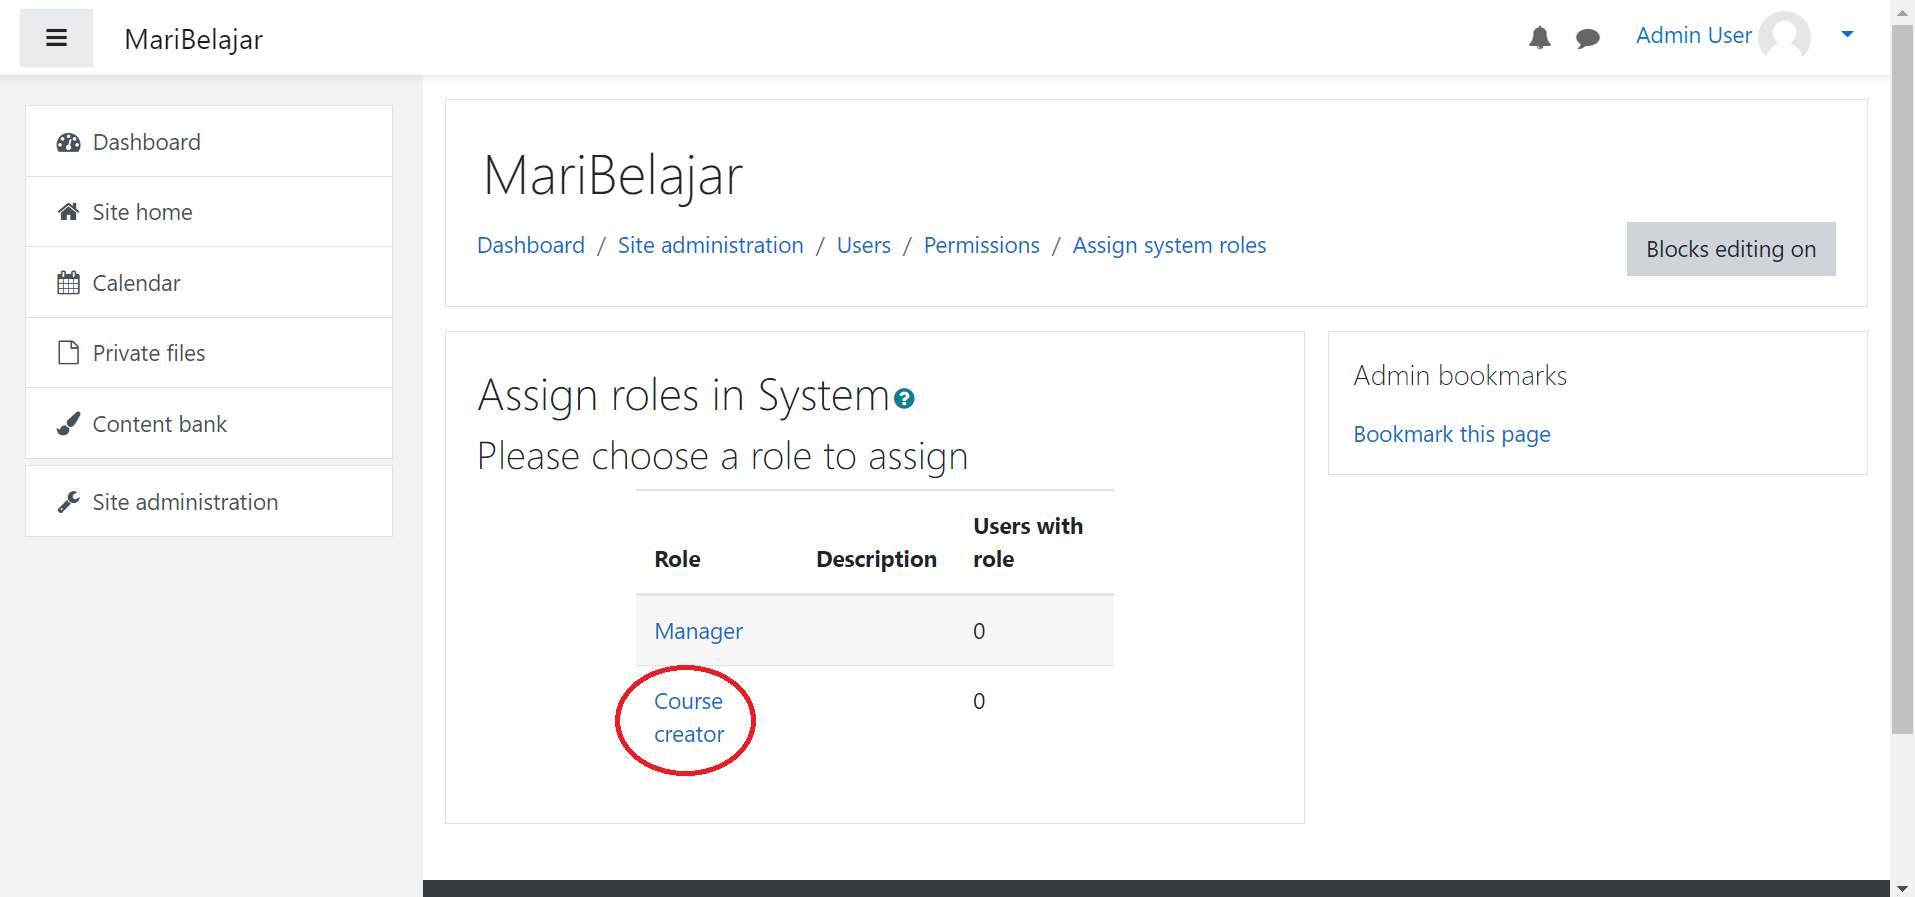 MariBelajar
Admin User
Dashboard
Site home
Calendar
Private files
Content bank
Site administration
MariBelajar
Dashboard / Site administration / Users / Permissions / Assign system roles
Blocks editing on
Assign roles in System
Please choose a role to assign
Role Description Users with
role
Manager 0
Course 0
creator
Admin bookmarks
Bookmark this page